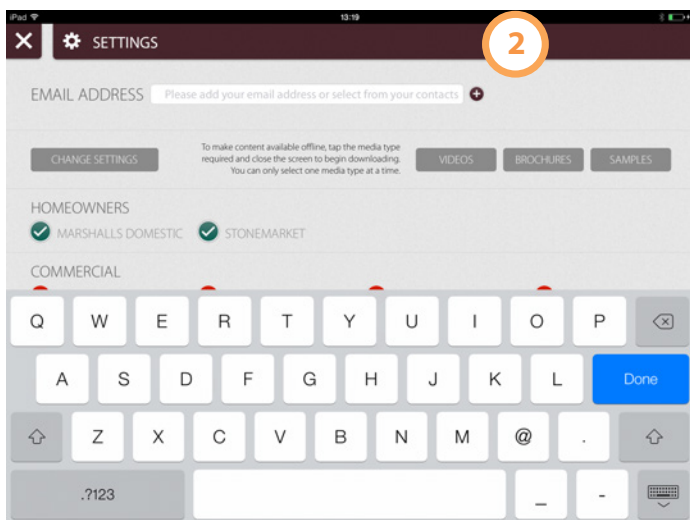 iPad 13:19
SETTINGS
2
EMAIL ADDRESS Please add your email address or select from your contacts
To make content available offline, tap the media type
required and close the screen to begin downloading.
You can only select one media type at a time.
CHANGE SETTINGS VIDEOS BROCHURES SAMPLES
HOMEOWNERS
MARSHALLS DOMESTIC STONEMARKET
COMMERCIAL
Q W E R T Y U I O P
A S D F G H J K L Done
Z X C V B N M @ .
.?123 _ -